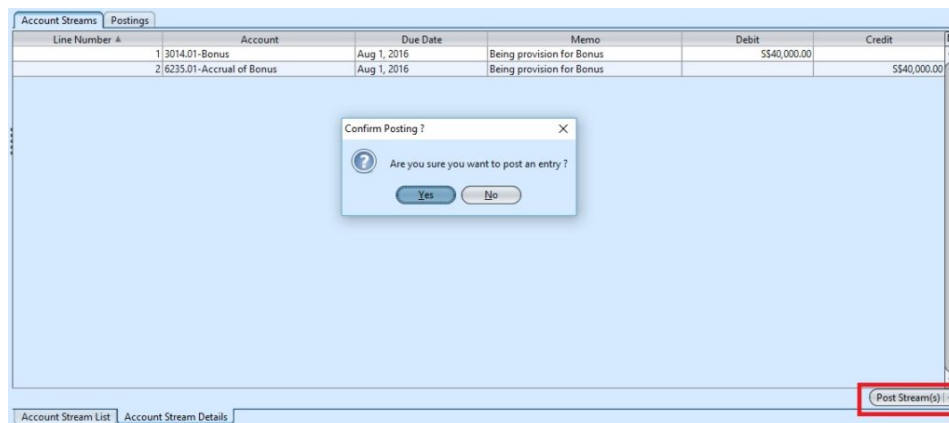 Account Streams Postings
Line Number Account Due Date Memo Debit Credit
1 3014.01-Bonus Aug 1, 2016 Being provision for Bonus S$40,000.00
2 6235.01-Accrual of Bonus Aug 1, 2016 Being provision for Bonus S$40,000.00
Confirm Posting ?
Are you sure you want to post an entry ?
Yes No
Post Stream(s)
Account Stream List Account Stream Details